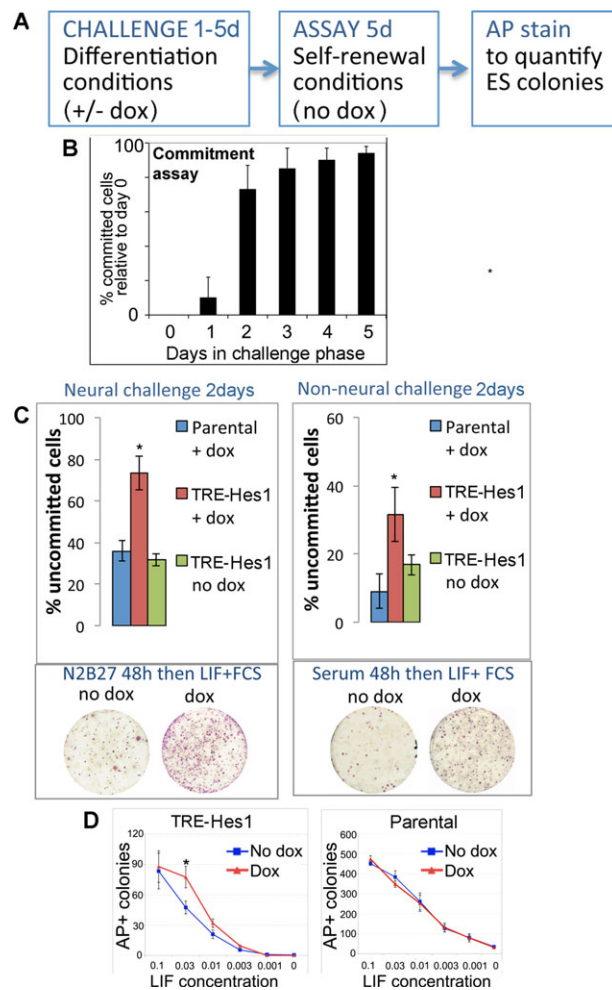 A
CHALLENGE 1-5d
Differentiation
conditions
(+/- dox)
ASSAY 5d
Self-renewal
conditions
(no dox)
AP stain
to quantify
ES colonies
B
Commitment
assay
% committed cells
relative to day 0
100
0
0 1 2 3 4 5
Days in challenge phase
*
C
Neural challenge 2days
% uncommitted cells
100
80
60
40
20
0
*
Parental
+ dox
TRE-Hes1
+ dox
TRE-Hes1
no dox
Non-neural challenge 2days
% uncommitted cells
60
40
20
0
*
Parental
+ dox
TRE-Hes1
+ dox
TRE-Hes1
no dox
N2B27 48h then LIF+FCS
no dox dox
Serum 48h then LIF+ FCS
no dox dox
D
TRE-Hes1
AP+ colonies
120
90
60
30
0
*
No dox
Dox
0.1 0.03 0.01 0.003 0.001 0
LIF concentration
Parental
AP+ colonies
600
500
400
300
200
100
0
No dox
Dox
0.1 0.03 0.01 0.003 0.001 0
LIF concentration